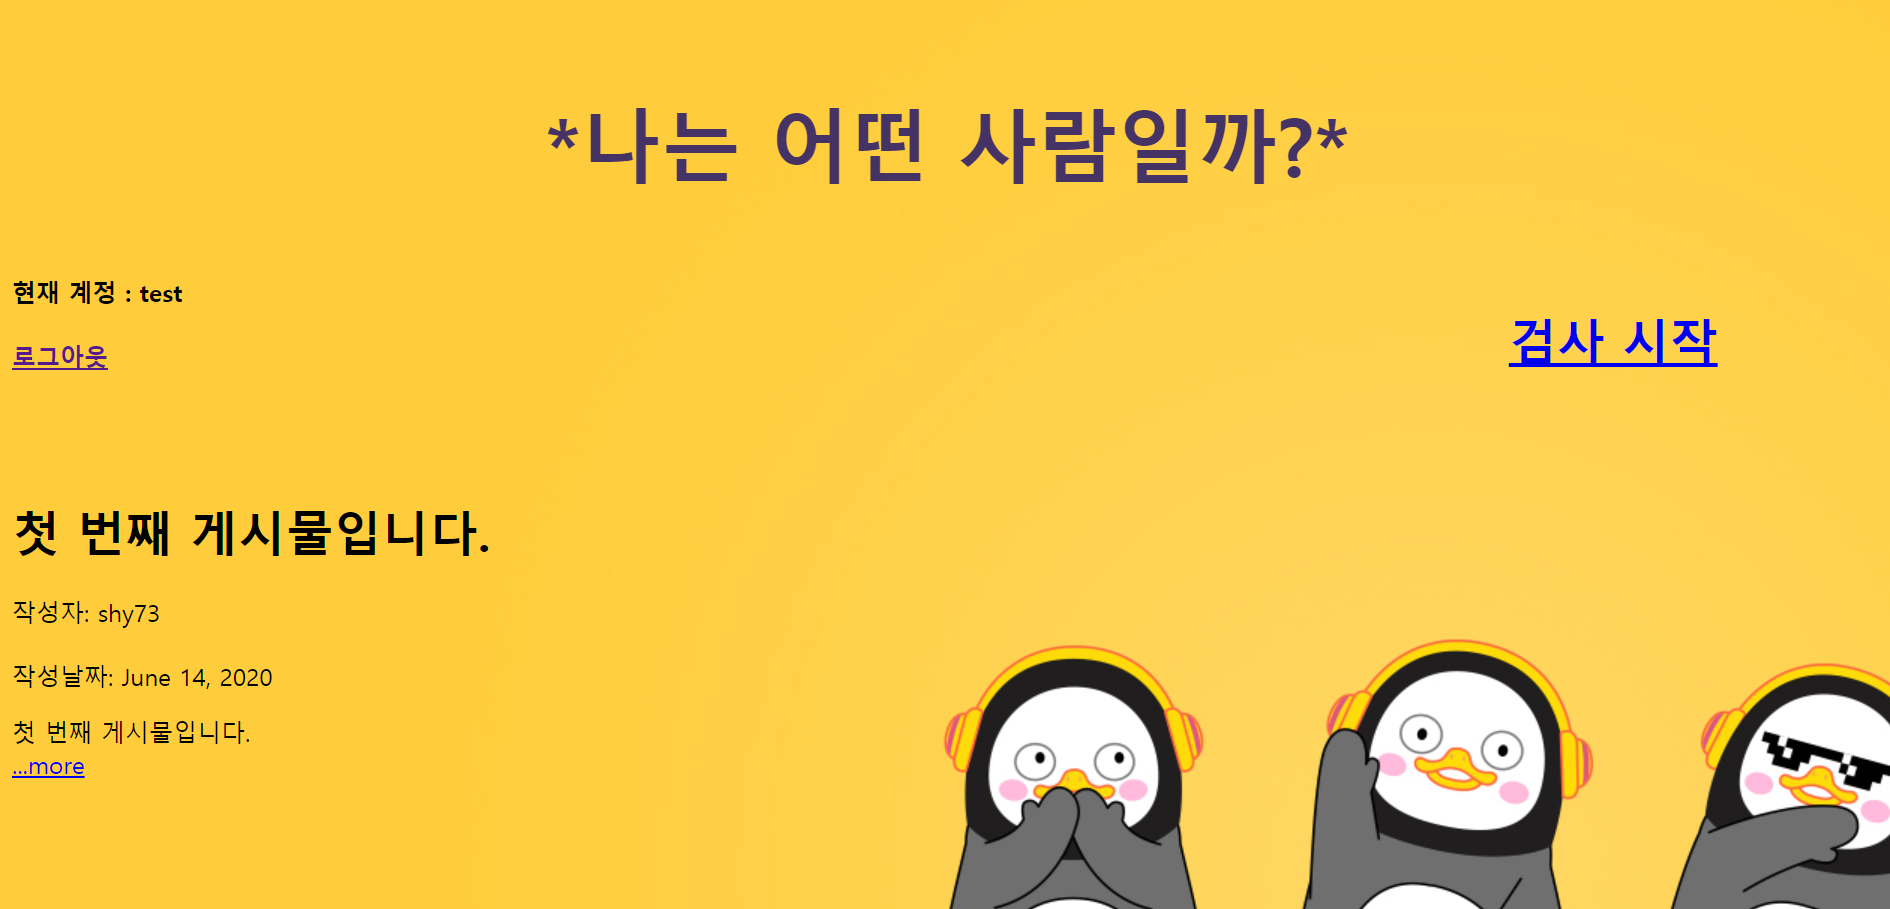 *나는 어떤 사람일까?*
현재 계정 : test
로그아웃
검사 시작
첫 번째 게시물입니다.
작성자: shy73
작성날짜: June 14, 2020
첫 번째 게시물입니다.
...more